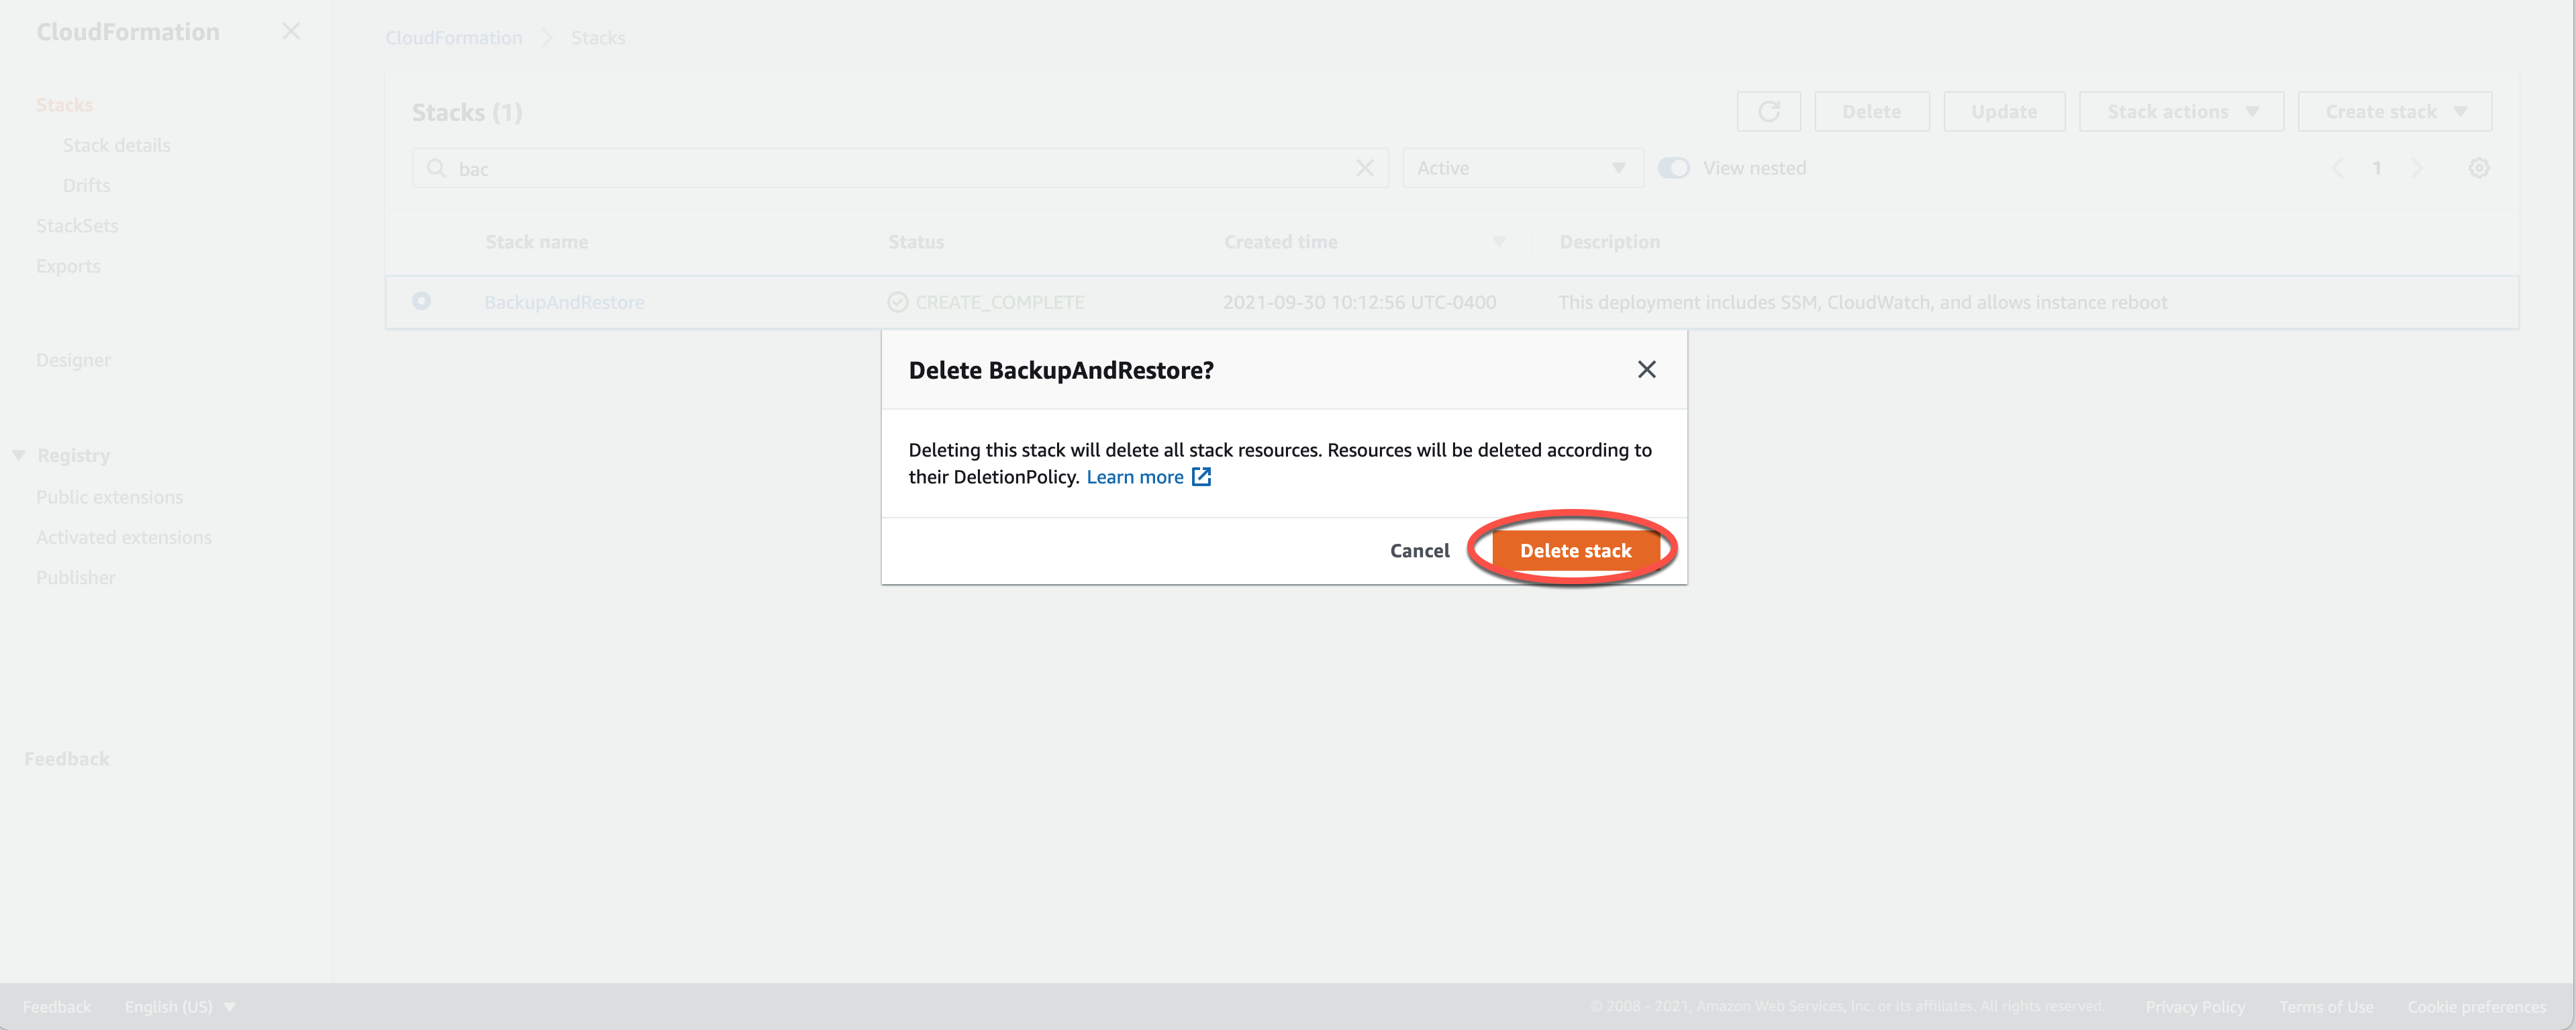 CloudFormation
Stacks
Stack details
Drifts
StackSets
Exports
Designer
Registry
Public extensions
Activated extensions
Publisher
Feedback
CloudFormation Stacks
Stacks (1)
Delete Update Stack actions Create stack
bac Active View nested 1
Stack name Status Created time Description
BackupAndRestore CREATE_COMPLETE 2021-09-30 10:12:56 UTC-0400 This deployment includes SSM, CloudWatch, and allows instance reboot
Delete BackupAndRestore?
Deleting this stack will delete all stack resources. Resources will be deleted according to
their DeletionPolicy. Learn more
Cancel Delete stack
Feedback English (US) © 2008 - 2021, Amazon Web Services, Inc. or its affiliates. All rights reserved. Privacy Policy Terms of Use Cookie preferences